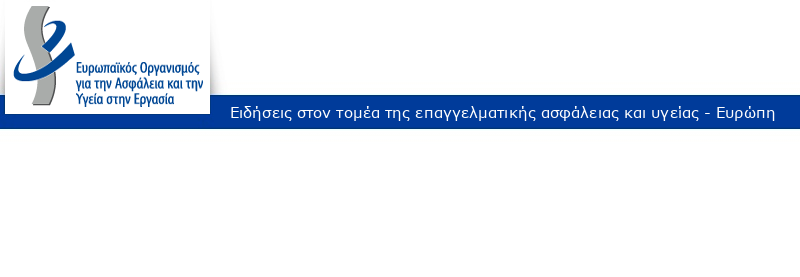 Ευρωπαϊκός Οργανισμός
για την Ασφάλεια και την
Υγεία στην Εργασία
Ειδήσεις στον τομέα της επαγγελματικής ασφάλειας και υγείας - Ευρώπη